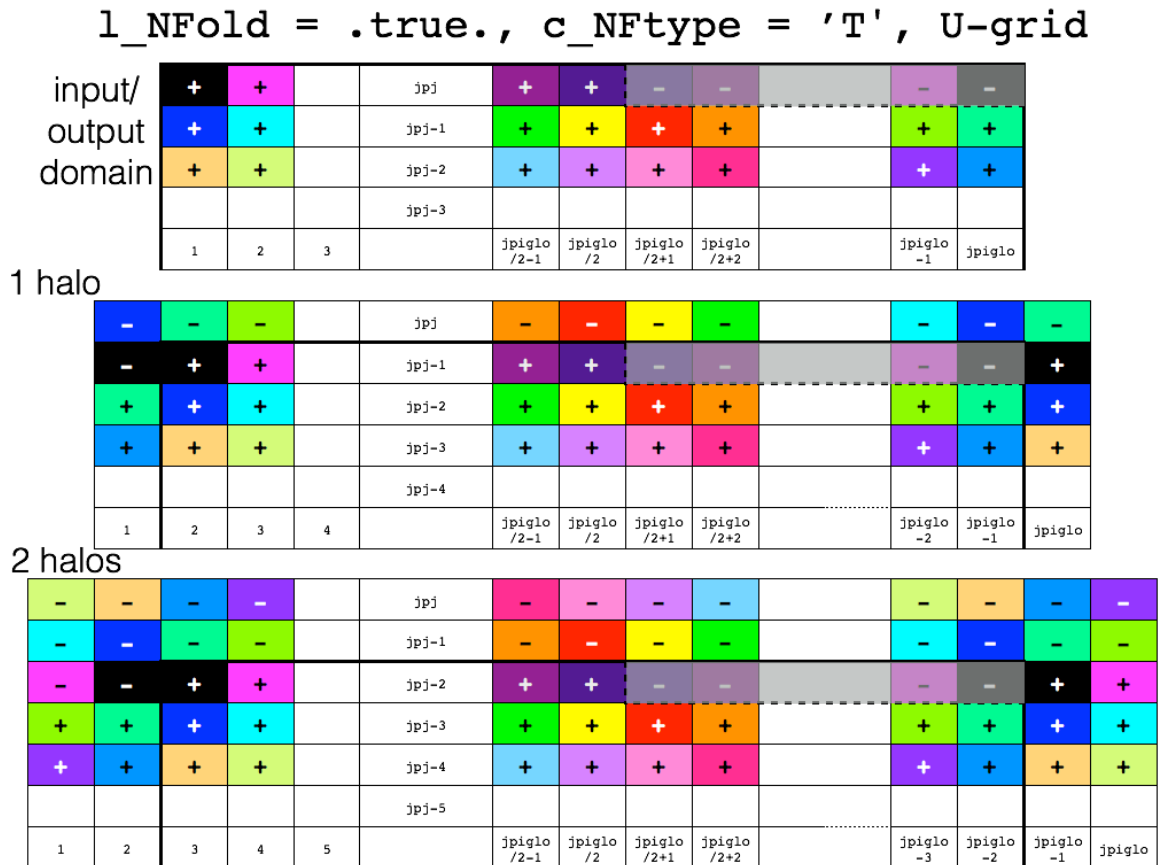 l_NFold = .true., c_NFtype = 'T', U-grid
input/
output
domain
+ + jpj + + - - - -
+ + jpj-1 + + + + + +
+ + jpj-2 + + + + + +
jpj-3
1 2 3 jpiglo/2-1 jpiglo/2 jpiglo/2+1 jpiglo/2+2 jpiglo-1 jpiglo
1 halo
- - - jpj - - - - - - -
- + + jpj-1 + + - - - - +
+ + + jpj-2 + + + + + + +
+ + + jpj-3 + + + + + + +
jpj-4
1 2 3 4 jpiglo/2-1 jpiglo/2 jpiglo/2+1 jpiglo/2+2 jpiglo-2 jpiglo-1 jpiglo
2 halos
- - - - jpj - - - - - - - -
- - - - jpj-1 - - - - - - - -
- - + + jpj-2 + + - - - - + +
+ + + + jpj-3 + + + + + + + +
+ + + + jpj-4 + + + + + + + +
jpj-5
1 2 3 4 5 jpiglo/2-1 jpiglo/2 jpiglo/2+1 jpiglo/2+2 jpiglo-3 jpiglo-2 jpiglo-1 jpiglo